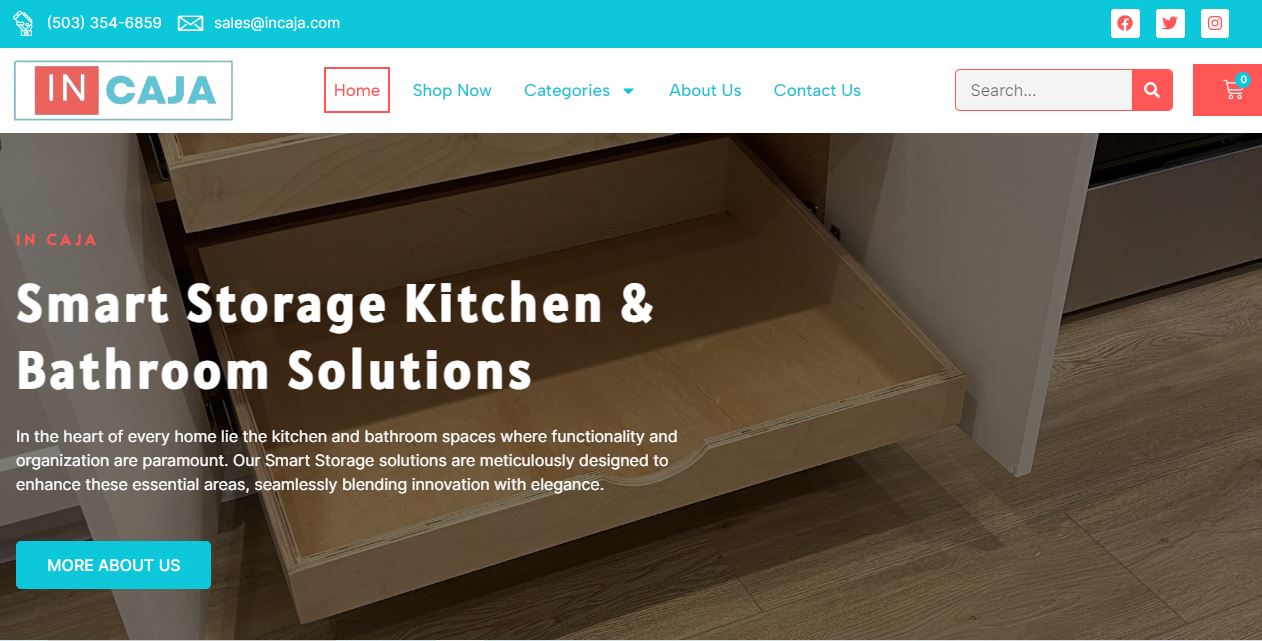 (503) 354-6859 sales@incaja.com
IN CAJA
Home Shop Now Categories About Us Contact Us
Search...
0
IN CAJA
Smart Storage Kitchen &
Bathroom Solutions
In the heart of every home lie the kitchen and bathroom spaces where functionality and
organization are paramount. Our Smart Storage solutions are meticulously designed to
enhance these essential areas, seamlessly blending innovation with elegance.
MORE ABOUT US